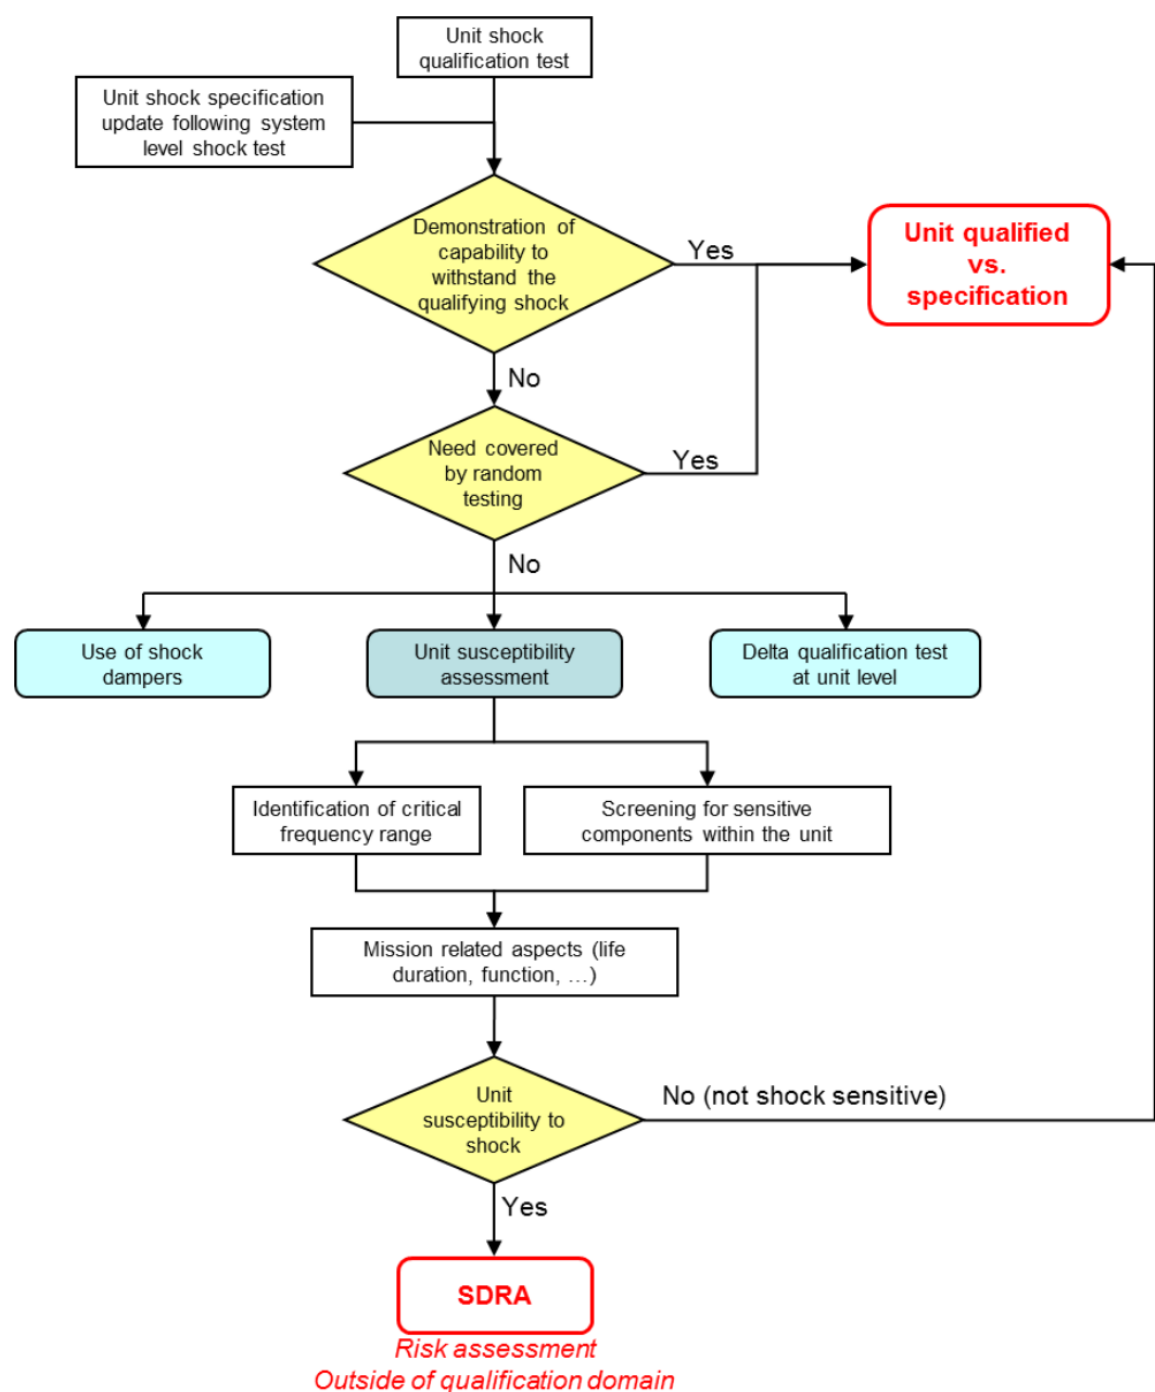 Unit shock
qualification test
Unit shock specification
update following system
level shock test
Demonstration of
capability to
withstand the
qualifying shock
Yes
Unit qualified
vs.
specification
No
Need covered
by random
testing
Yes
No
Use of shock
dampers
Unit susceptibility
assessment
Delta qualification test
at unit level
Identification of critical
frequency range
Screening for sensitive
components within the unit
Mission related aspects (life
duration, function, …)
Unit
susceptibility to
shock
No (not shock sensitive)
Yes
SDRA
Risk assessment
Outside of qualification domain